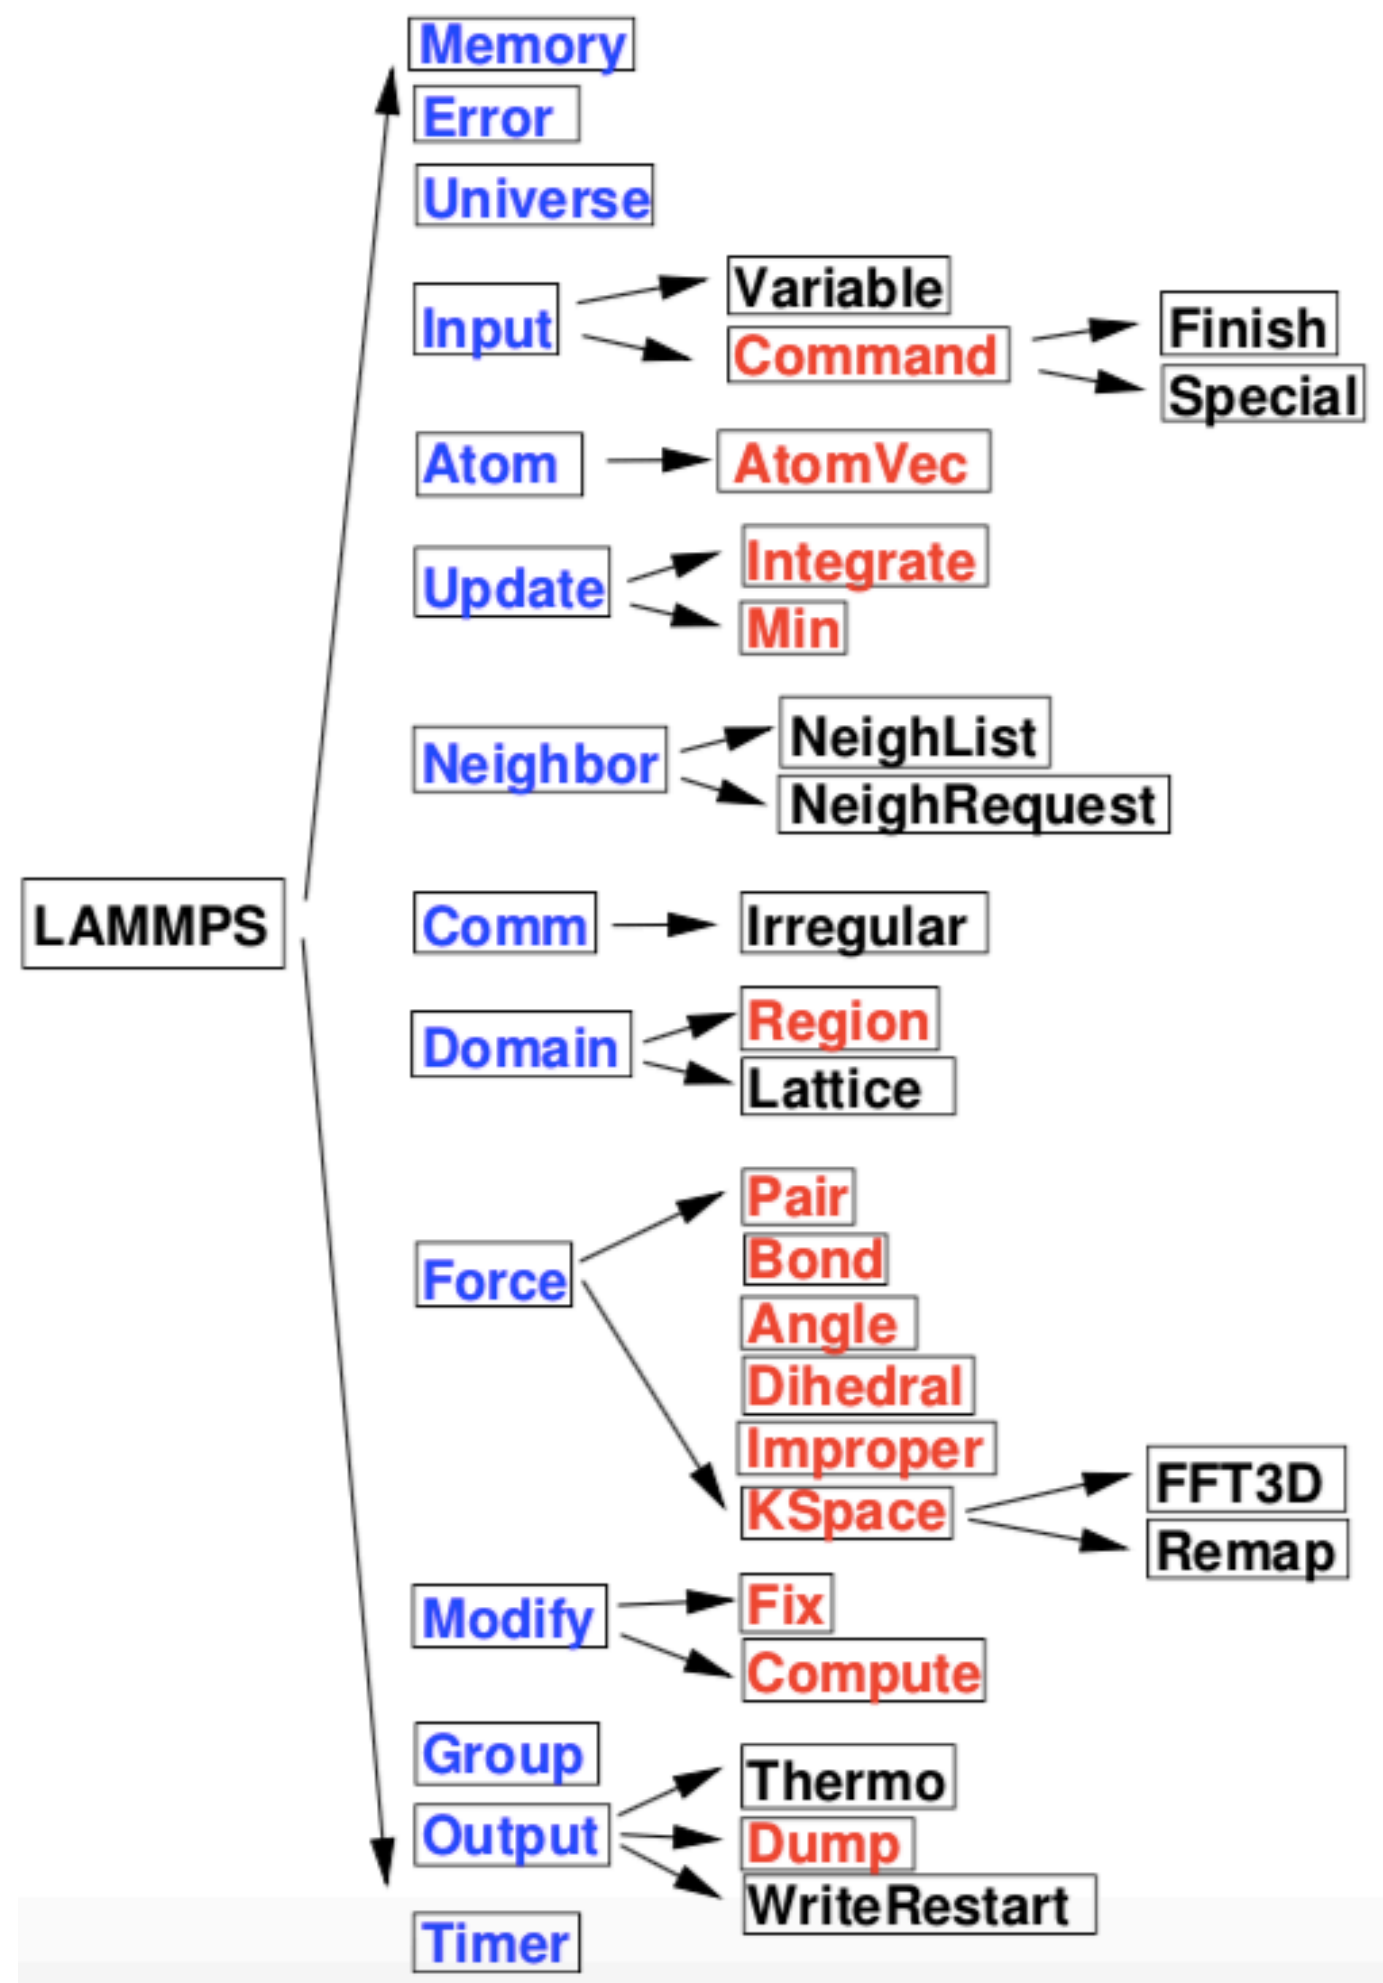 Memory
Error
Universe
Input
Variable
Command
Finish
Special
Atom
AtomVec
Update
Integrate
Min
Neighbor
NeighList
NeighRequest
LAMMPS
Comm
Irregular
Domain
Region
Lattice
Force
Pair
Bond
Angle
Dihedral
Improper
KSpace
FFT3D
Remap
Modify
Fix
Compute
Group
Output
Thermo
Dump
WriteRestart
Timer